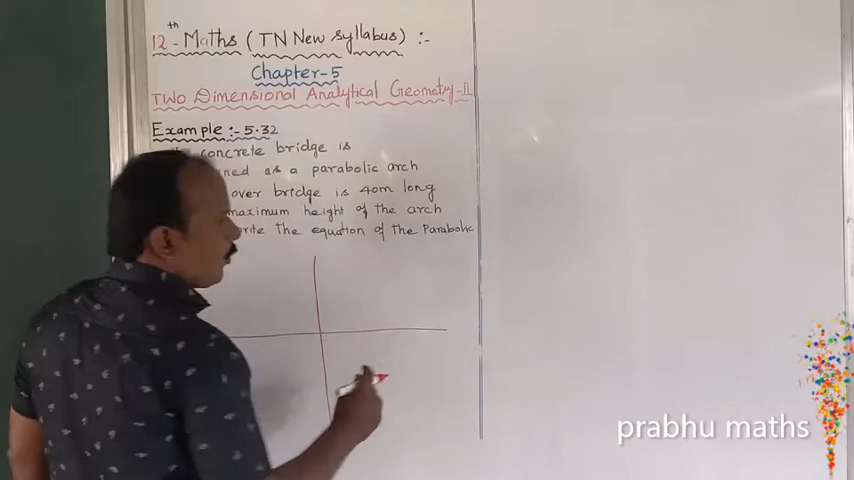 12th - Maths (TN New syllabus) :-
Chapter-5
TWO Dimensional Analytical Geometry-II
Example :- 5.32
concrete bridge is
as a parabolic arch
over bridge is 40m long
maximum height of the arch
the equation of the Parabolic
prabhu maths